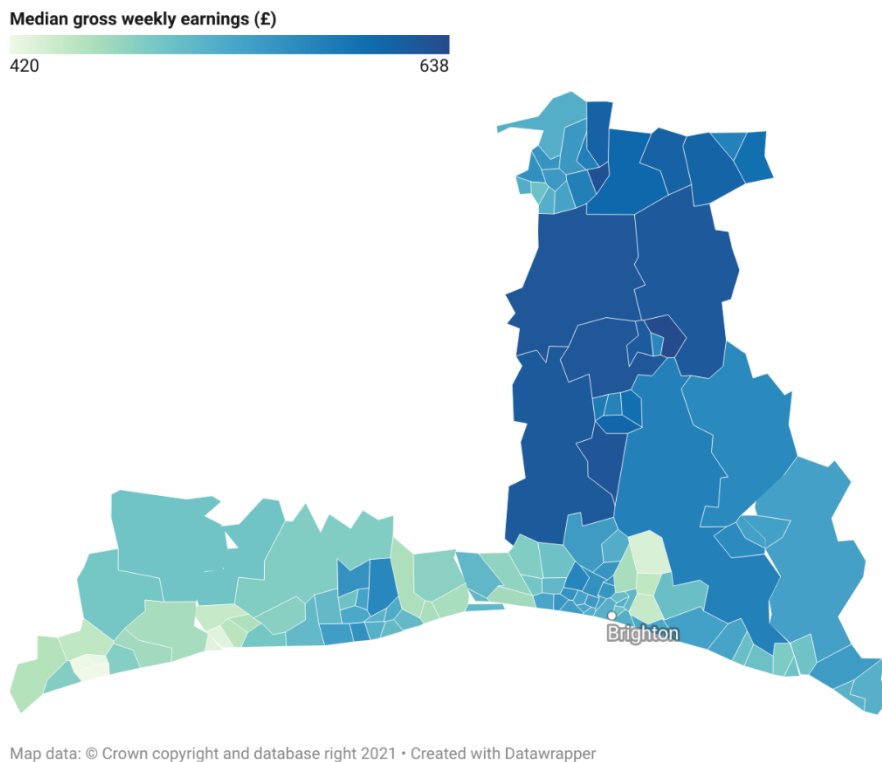 Median gross weekly earnings (£)
420 638
Brighton
Map data: © Crown copyright and database right 2021 • Created with Datawrapper